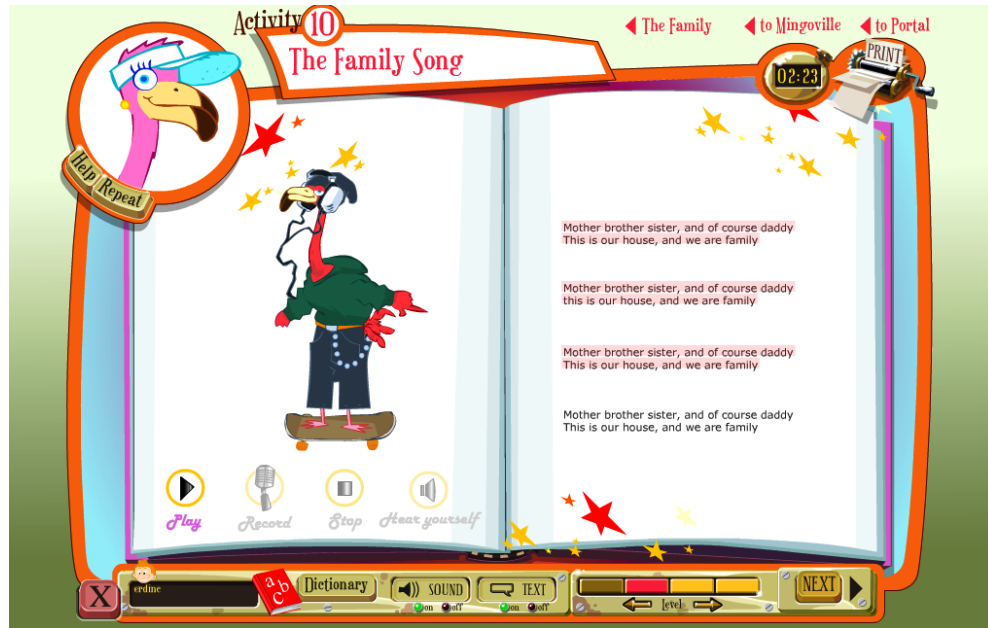 Activity 10
The Family Song
The Family
to Mingoville
to Portal
02:23
PRINT
Help
Repeat
Mother brother sister, and of course daddy
This is our house, and we are family
Mother brother sister, and of course daddy
this is our house, and we are family
Mother brother sister, and of course daddy
This is our house, and we are family
Mother brother sister, and of course daddy
This is our house, and we are family
Play
Record
Stop
Hear yourself
X
erdinc
a b c
Dictionary
SOUND
on off
TEXT
on off
Level
NEXT